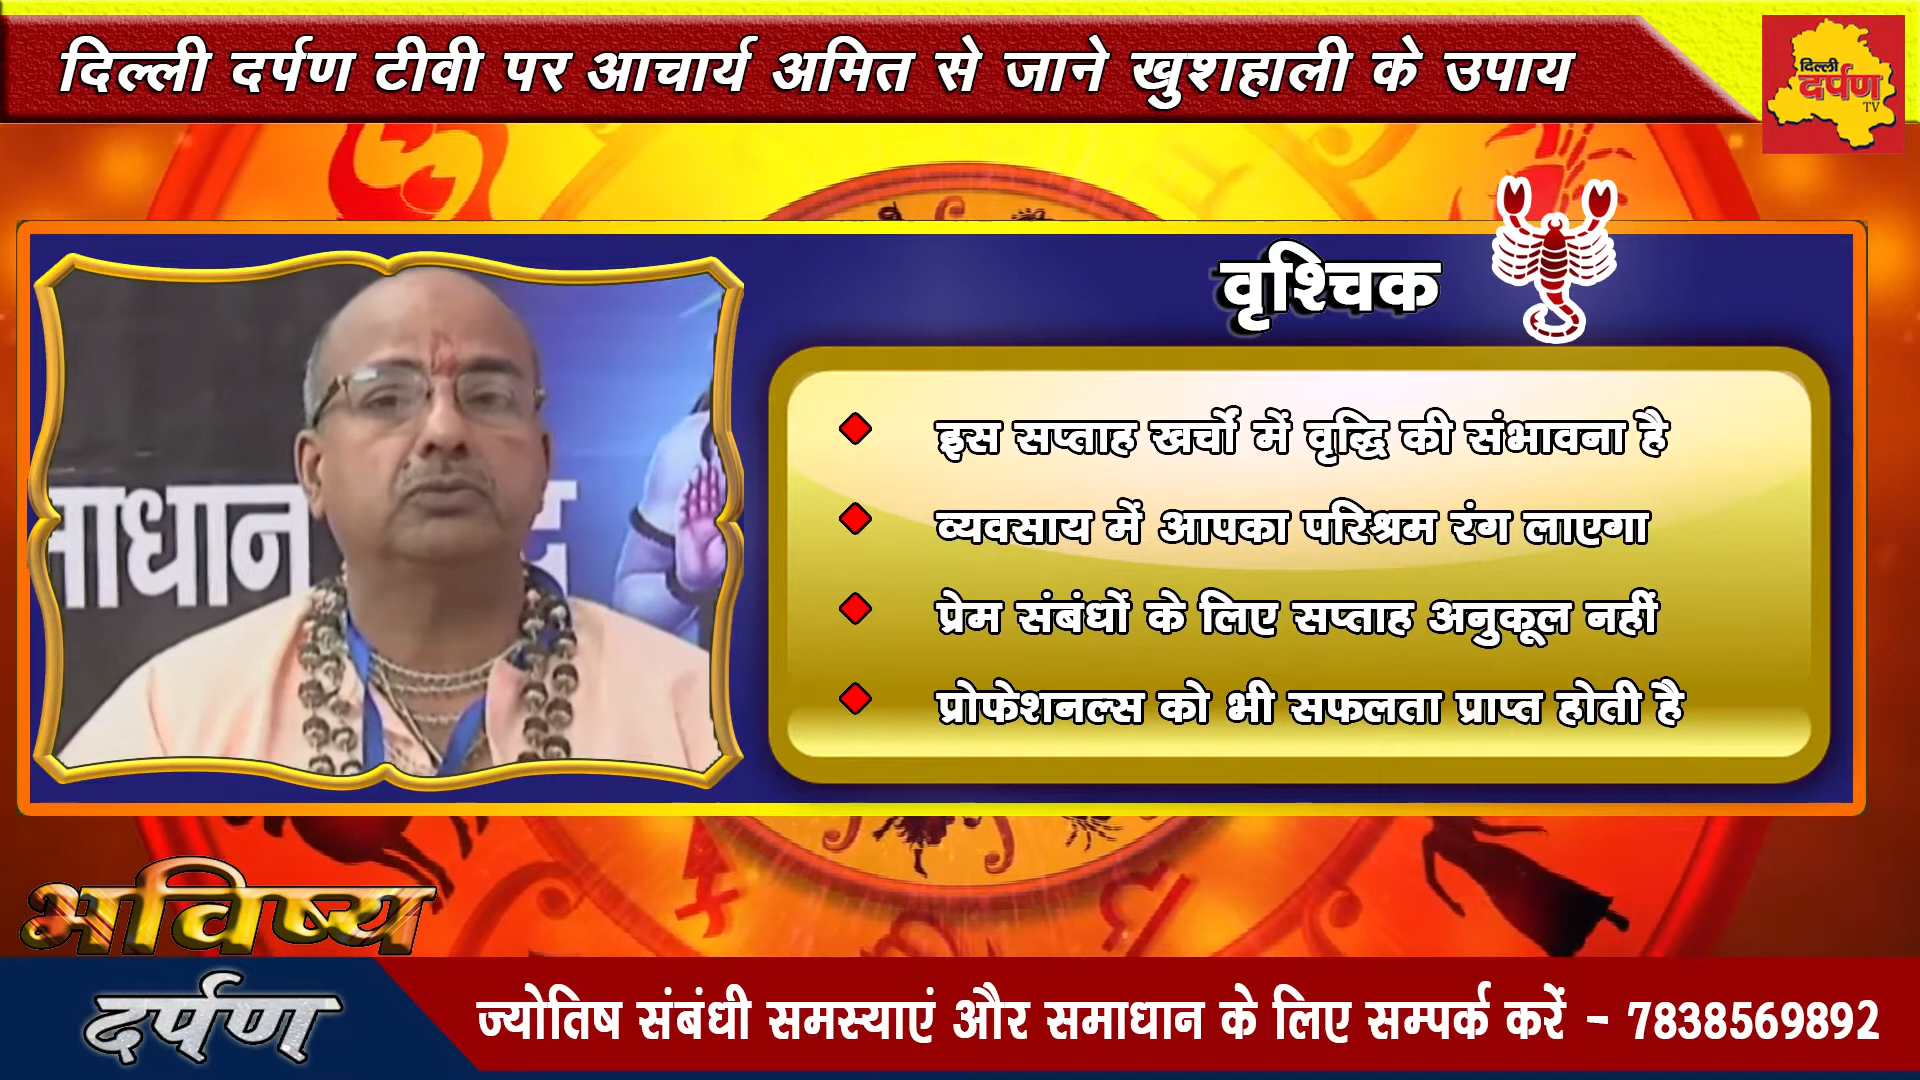 दिल्ली दर्पण टीवी पर आचार्य अमित से जाने खुशहाली के उपाय
दिल्ली
दर्पण
TV
वृश्चिक
इस सप्ताह खर्चो में वृद्धि की संभावना है
व्यवसाय में आपका परिश्रम रंग लाएगा
प्रेम संबंधों के लिए सप्ताह अनुकूल नहीं
प्रोफेशनल्स को भी सफलता प्राप्त होती है
माधान
भविष्य
दर्पण
ज्योतिष संबंधी समस्याएं और समाधान के लिए सम्पर्क करें - 7838569892